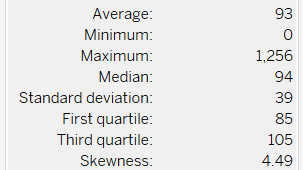 Average: 93
Minimum: 0
Maximum: 1,256
Median: 94
Standard deviation: 39
First quartile: 85
Third quartile: 105
Skewness: 4.49